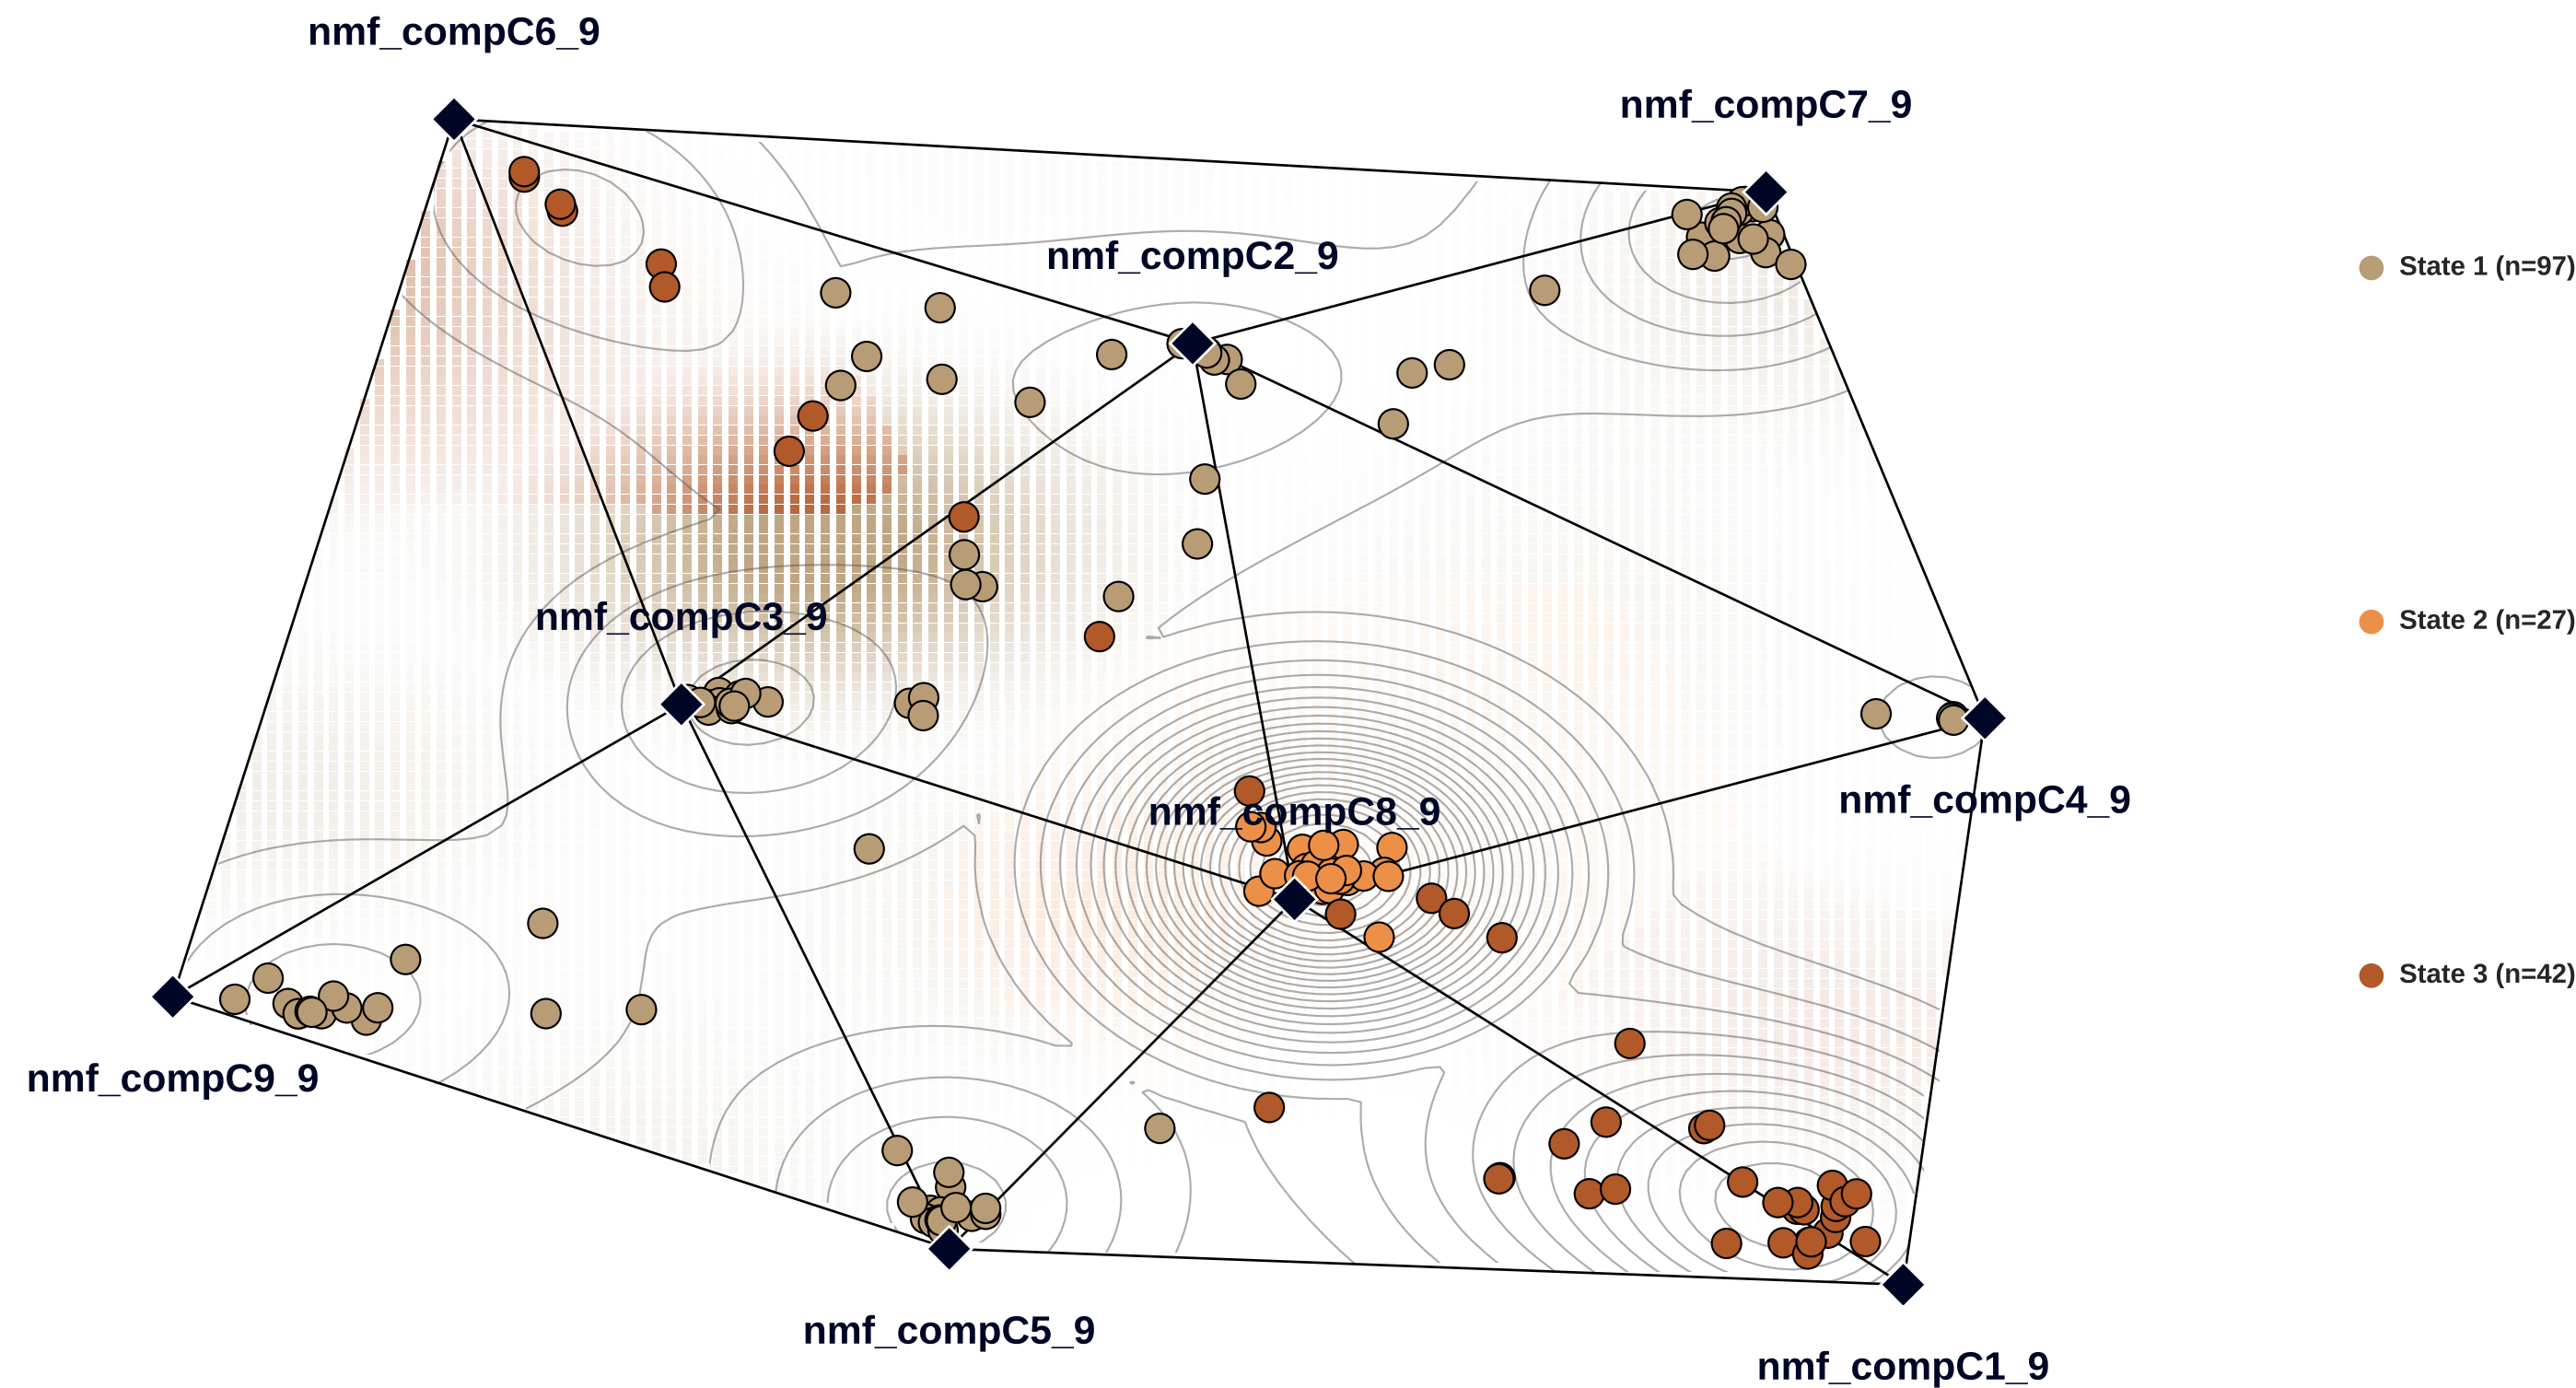 nmf_compC6_9
nmf_compC7_9
nmf_compC2_9
State 1 (n=97)
nmf_compC3_9
State 2 (n=27)
nmf_compC8_9
nmf_compC4_9
State 3 (n=42)
nmf_compC9_9
nmf_compC5_9
nmf_compC1_9